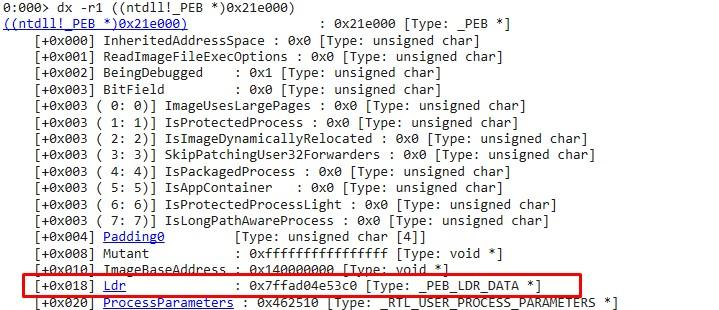 0:000> dx -r1 ((ntdll!_PEB *)0x21e000)
((ntdll!_PEB *)0x21e000) : 0x21e000 [Type: _PEB *]
[+0x000] InheritedAddressSpace : 0x0 [Type: unsigned char]
[+0x001] ReadImageFileExecOptions : 0x0 [Type: unsigned char]
[+0x002] BeingDebugged : 0x1 [Type: unsigned char]
[+0x003] BitField : 0x0 [Type: unsigned char]
[+0x003 ( 0: 0)] ImageUsesLargePages : 0x0 [Type: unsigned char]
[+0x003 ( 1: 1)] IsProtectedProcess : 0x0 [Type: unsigned char]
[+0x003 ( 2: 2)] IsImageDynamicallyRelocated : 0x0 [Type: unsigned char]
[+0x003 ( 3: 3)] SkipPatchingUser32Forwarders : 0x0 [Type: unsigned char]
[+0x003 ( 4: 4)] IsPackagedProcess : 0x0 [Type: unsigned char]
[+0x003 ( 5: 5)] IsAppContainer : 0x0 [Type: unsigned char]
[+0x003 ( 6: 6)] IsProtectedProcessLight : 0x0 [Type: unsigned char]
[+0x003 ( 7: 7)] IsLongPathAwareProcess : 0x0 [Type: unsigned char]
[+0x004] Padding0 [Type: unsigned char [4]]
[+0x008] Mutant : 0xffffffffffffffff [Type: void *]
[+0x010] ImageBaseAddress : 0x140000000 [Type: void *]
[+0x018] Ldr : 0x7ffad04e53c0 [Type: _PEB_LDR_DATA *]
[+0x020] ProcessParameters : 0x462510 [Type: _RTL_USER_PROCESS_PARAMETERS *]